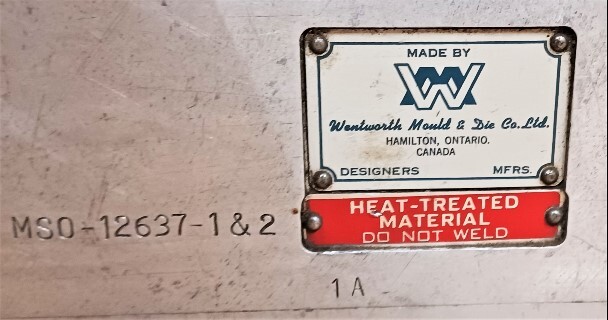 MADE BY
W
Wentworth Mould & Die Co. Ltd.
HAMILTON, ONTARIO.
CANADA
DESIGNERS MFRS.
HEAT-TREATED
MATERIAL
DO NOT WELD
MSO-12637-1 & 2
1 A